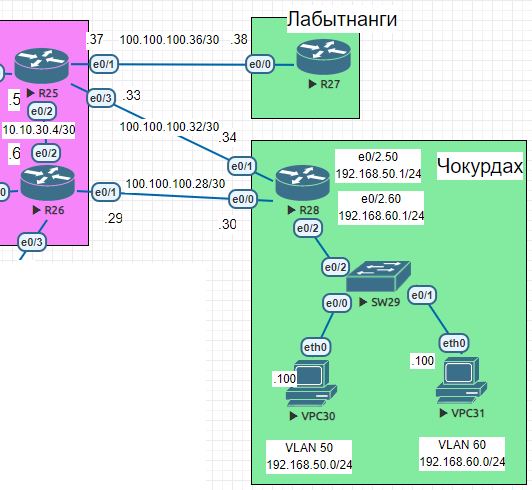 Лабытнанги
.37
100.100.100.36/30
.38
e0/1
e0/0
R25
R27
e0/3
.33
.5
e0/2
100.100.100.32/30
10.10.30.4/30
.34
.6
e0/2
e0/1
e0/2.50
192.168.50.1/24
Чокурдах
R26
e0/1
100.100.100.28/30
e0/0
R28
e0/2.60
192.168.60.1/24
.29
.30
e0/3
e0/2
e0/2
e0/0
SW29
e0/1
eth0
eth0
.100
.100
VPC30
VPC31
VLAN 50
192.168.50.0/24
VLAN 60
192.168.60.0/24